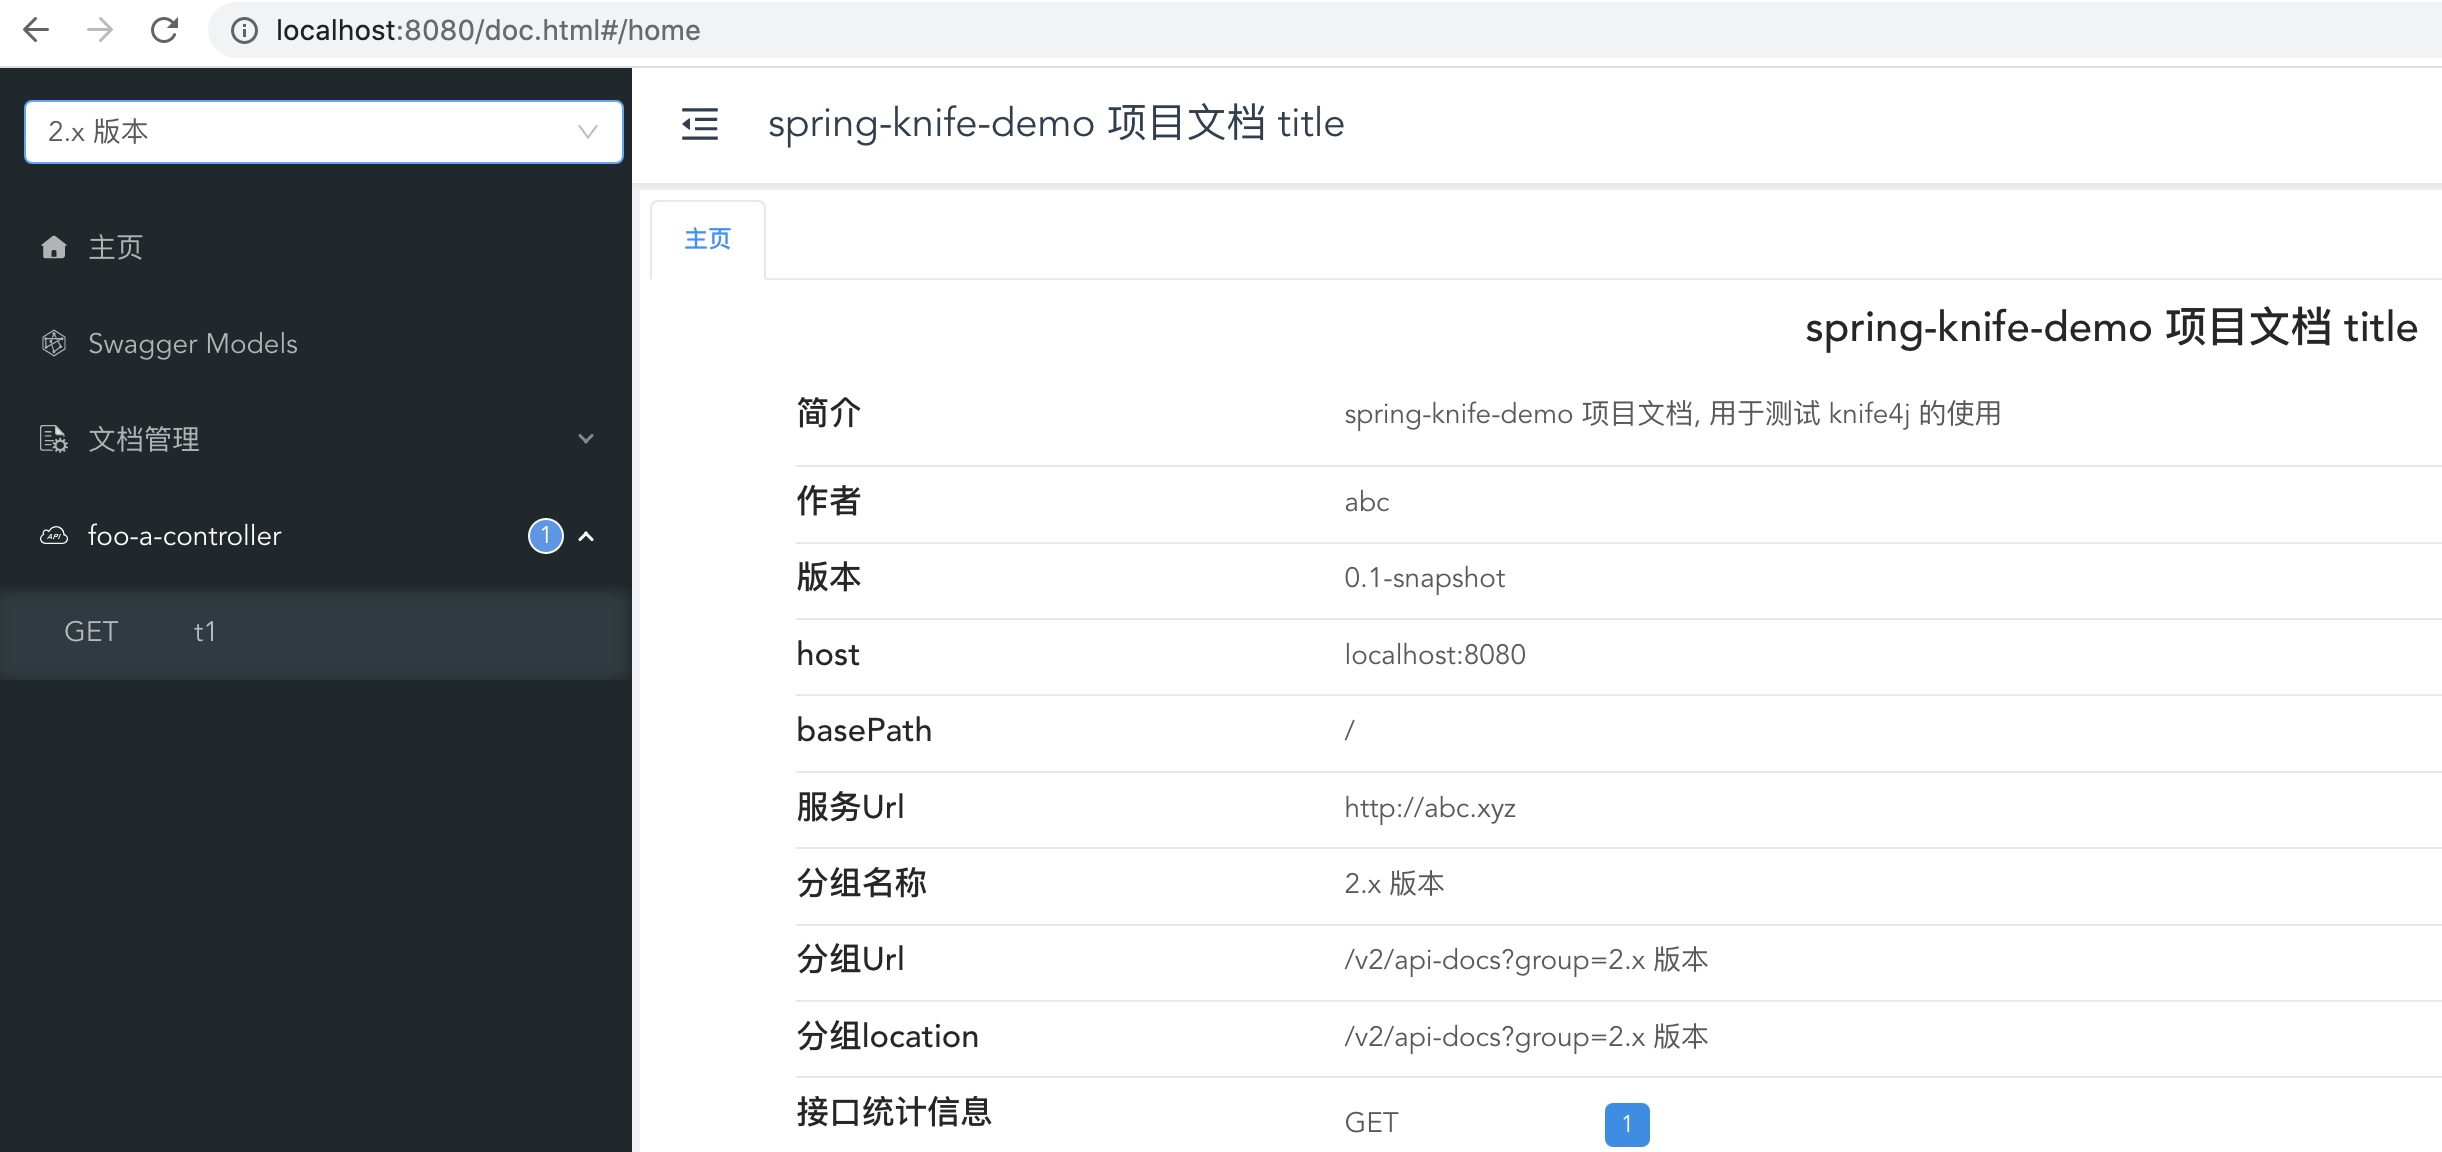 localhost:8080/doc.html#/home
2.x 版本
主页
Swagger Models
文档管理
foo-a-controller 1
GET t1
spring-knife-demo 项目文档 title
主页
spring-knife-demo 项目文档 title
简介 spring-knife-demo 项目文档, 用于测试 knife4j 的使用
作者 abc
版本 0.1-snapshot
host localhost:8080
basePath /
服务Url http://abc.xyz
分组名称 2.x 版本
分组Url /v2/api-docs?group=2.x 版本
分组location /v2/api-docs?group=2.x 版本
接口统计信息 GET 1